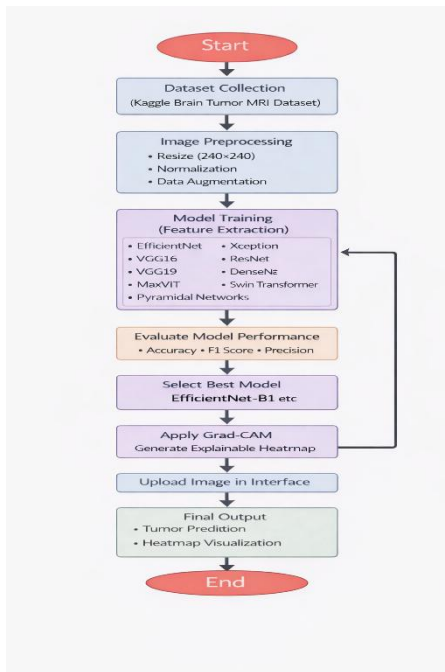 Start
Dataset Collection
(Kaggle Brain Tumor MRI Dataset)
Image Preprocessing
• Resize (240×240)
• Normalization
• Data Augmentation
Model Training
(Feature Extraction)
• EfficientNet
• Xception
• VGG16
• ResNet
• VGG19
• DenseNz
• MaxVIT
• Swin Transformer
• Pyramidal Networks
Evaluate Model Performance
• Accuracy • F1 Score • Precision
Select Best Model
EfficientNet-B1 etc
Apply Grad-CAM
Generate Explainable Heatmap
Upload Image in Interface
Final Output
• Tumor Predition
• Heatmap Visualization
End